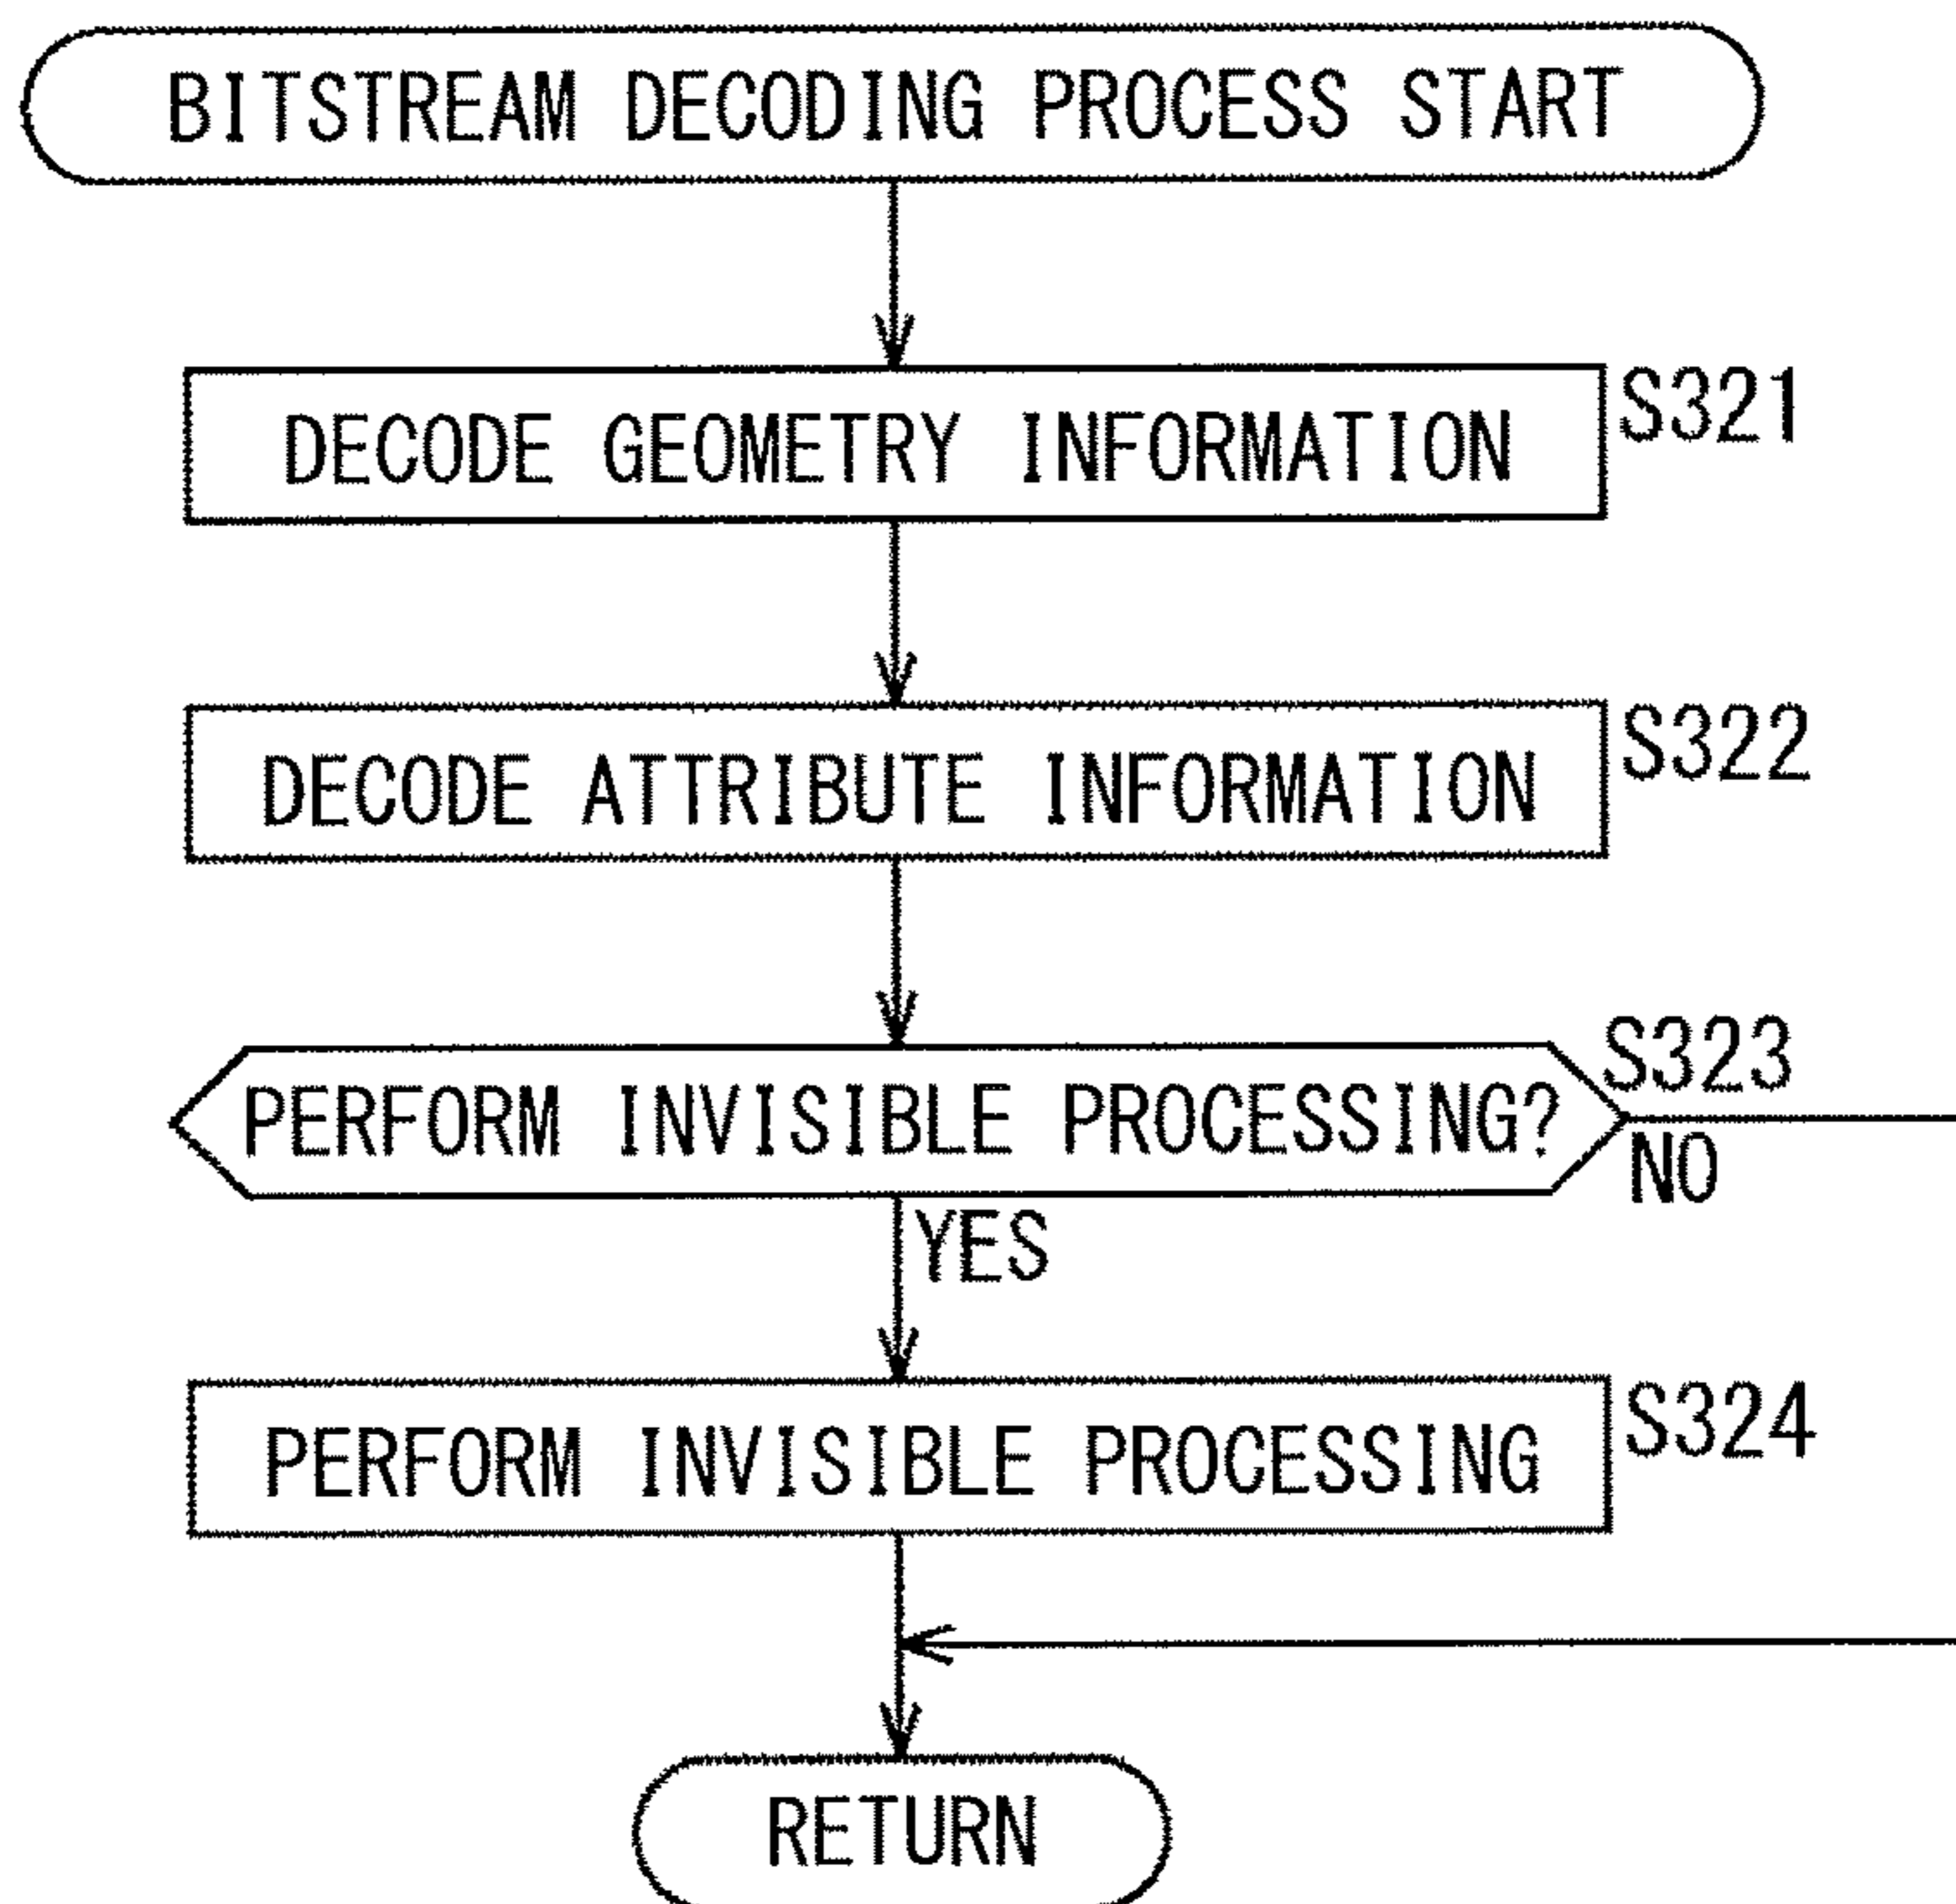 BITSTREAM DECODING PROCESS START
DECODE GEOMETRY INFORMATION
S321
DECODE ATTRIBUTE INFORMATION
S322
PERFORM INVISIBLE PROCESSING?
S323
NO
YES
PERFORM INVISIBLE PROCESSING
S324
RETURN